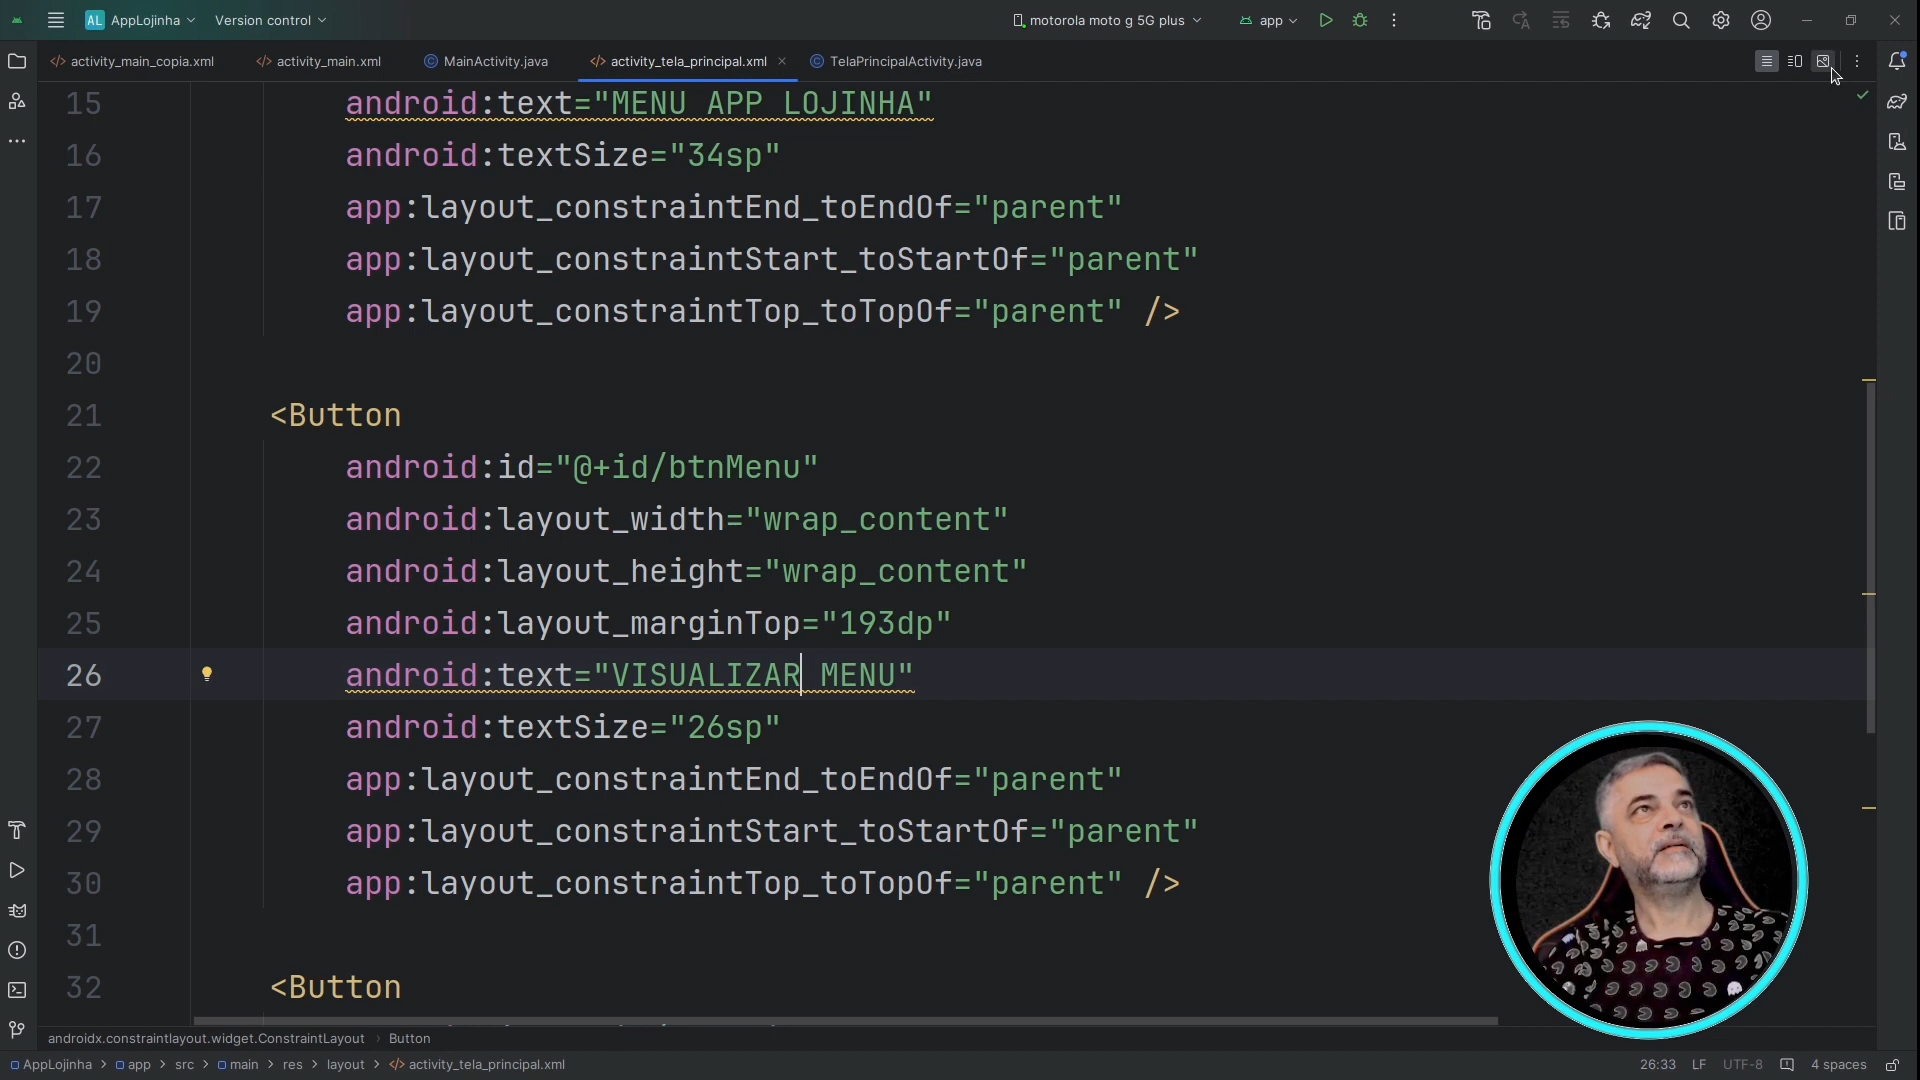 AL AppLojinha Version control motorola moto g 5G plus app
activity_main_copia.xml activity_main.xml MainActivity.java activity_tela_principal.xml TelaPrincipalActivity.java
15 android:text="MENU APP LOJINHA"
16 android:textSize="34sp"
17 app:layout_constraintEnd_toEndOf="parent"
18 app:layout_constraintStart_toStartOf="parent"
19 app:layout_constraintTop_toTopOf="parent" />
20
21 <Button
22 android:id="@+id/btnMenu"
23 android:layout_width="wrap_content"
24 android:layout_height="wrap_content"
25 android:layout_marginTop="193dp"
26 android:text="VISUALIZAR MENU"
27 android:textSize="26sp"
28 app:layout_constraintEnd_toEndOf="parent"
29 app:layout_constraintStart_toStartOf="parent"
30 app:layout_constraintTop_toTopOf="parent" />
31
32 <Button
androidx.constraintlayout.widget.ConstraintLayout › Button
AppLojinha › app › src › main › res › layout › activity_tela_principal.xml 26:33 LF UTF-8 4 spaces